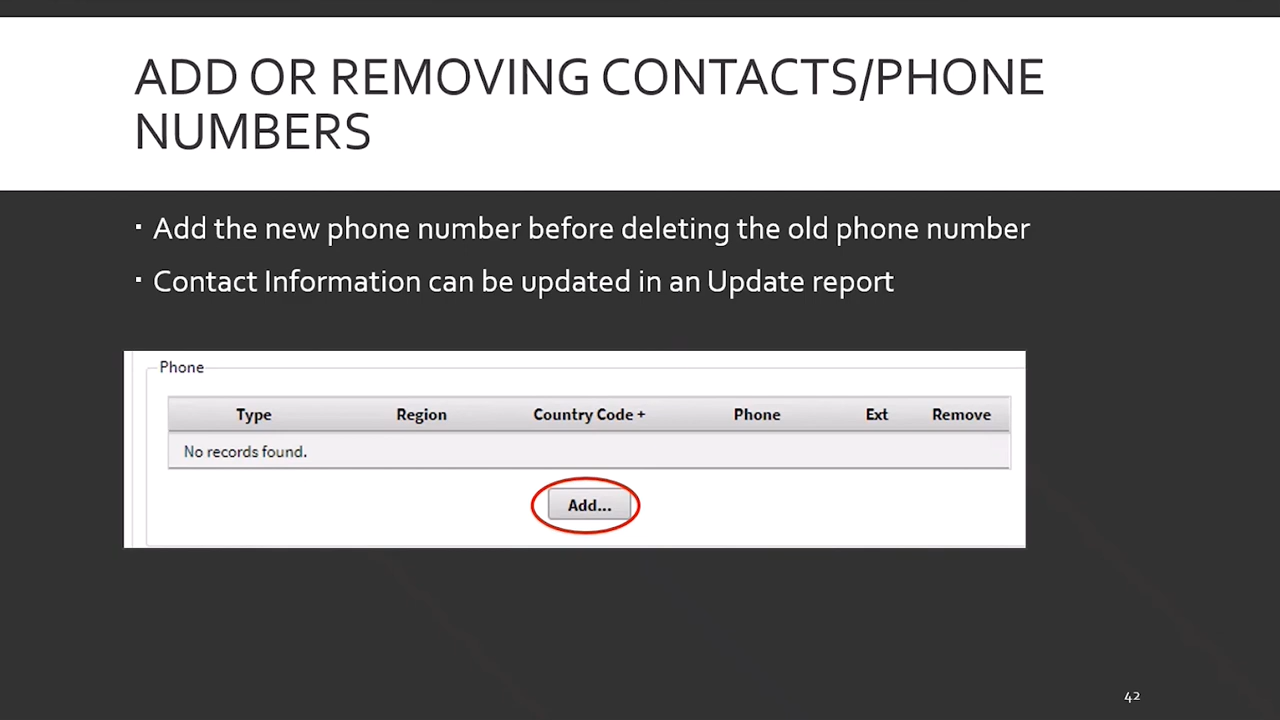 ADD OR REMOVING CONTACTS/PHONE
NUMBERS
▪ Add the new phone number before deleting the old phone number
▪ Contact Information can be updated in an Update report
Phone
Type Region Country Code + Phone Ext Remove
No records found.
Add...
42